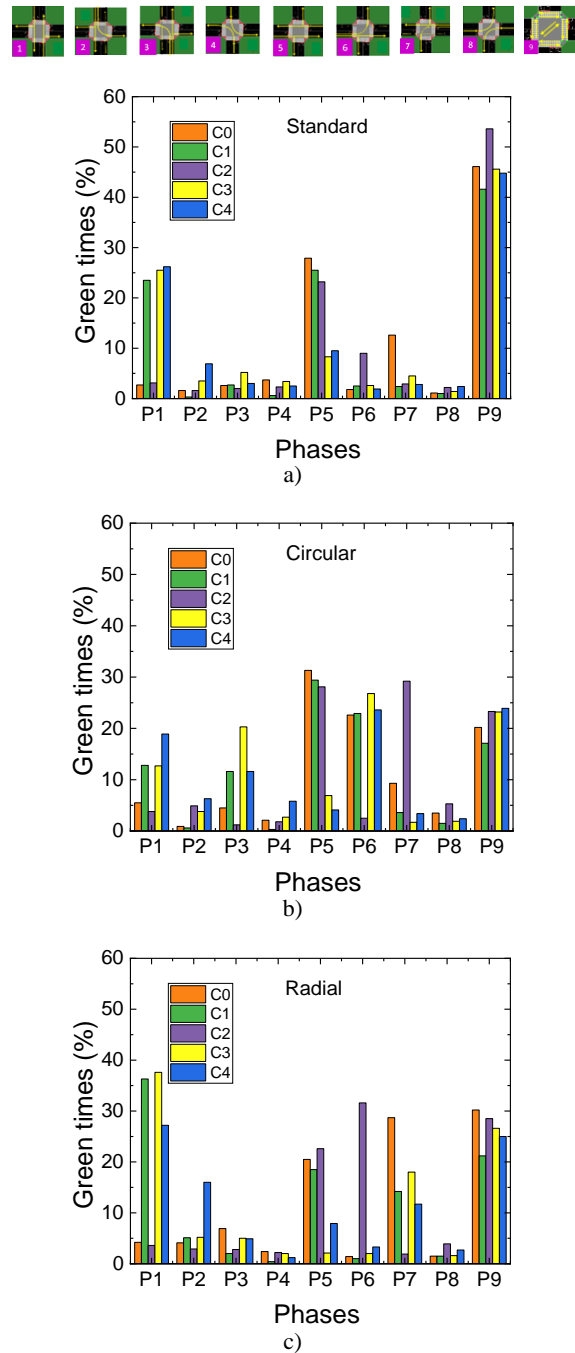 1 2 3 4 5 6 7 8 9
60
50
40
30
20
10
0
Green times (%)
Standard
C0
C1
C2
C3
C4
P1 P2 P3 P4 P5 P6 P7 P8 P9
Phases
a)
60
50
40
30
20
10
0
Green times (%)
Circular
C0
C1
C2
C3
C4
P1 P2 P3 P4 P5 P6 P7 P8 P9
Phases
b)
60
50
40
30
20
10
0
Green times (%)
Radial
C0
C1
C2
C3
C4
P1 P2 P3 P4 P5 P6 P7 P8 P9
Phases
c)